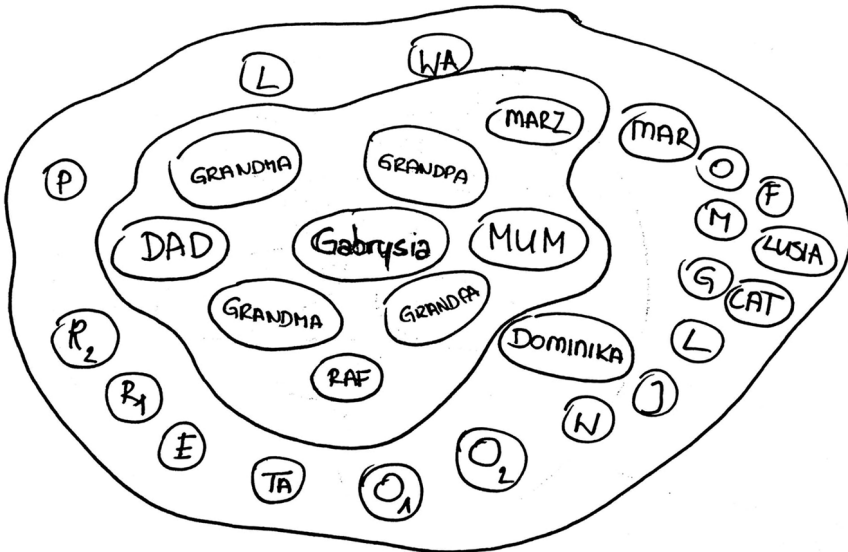 L
WA
MARZ
MAR
GRANDMA
GRANDPA
O
F
P
M
DAD
Gabrysia
MUM
LUSIA
G
CAT
GRANDMA
GRANDPA
R2
DOMINIKA
L
RAF
R1
J
W
E
O2
TA
O1